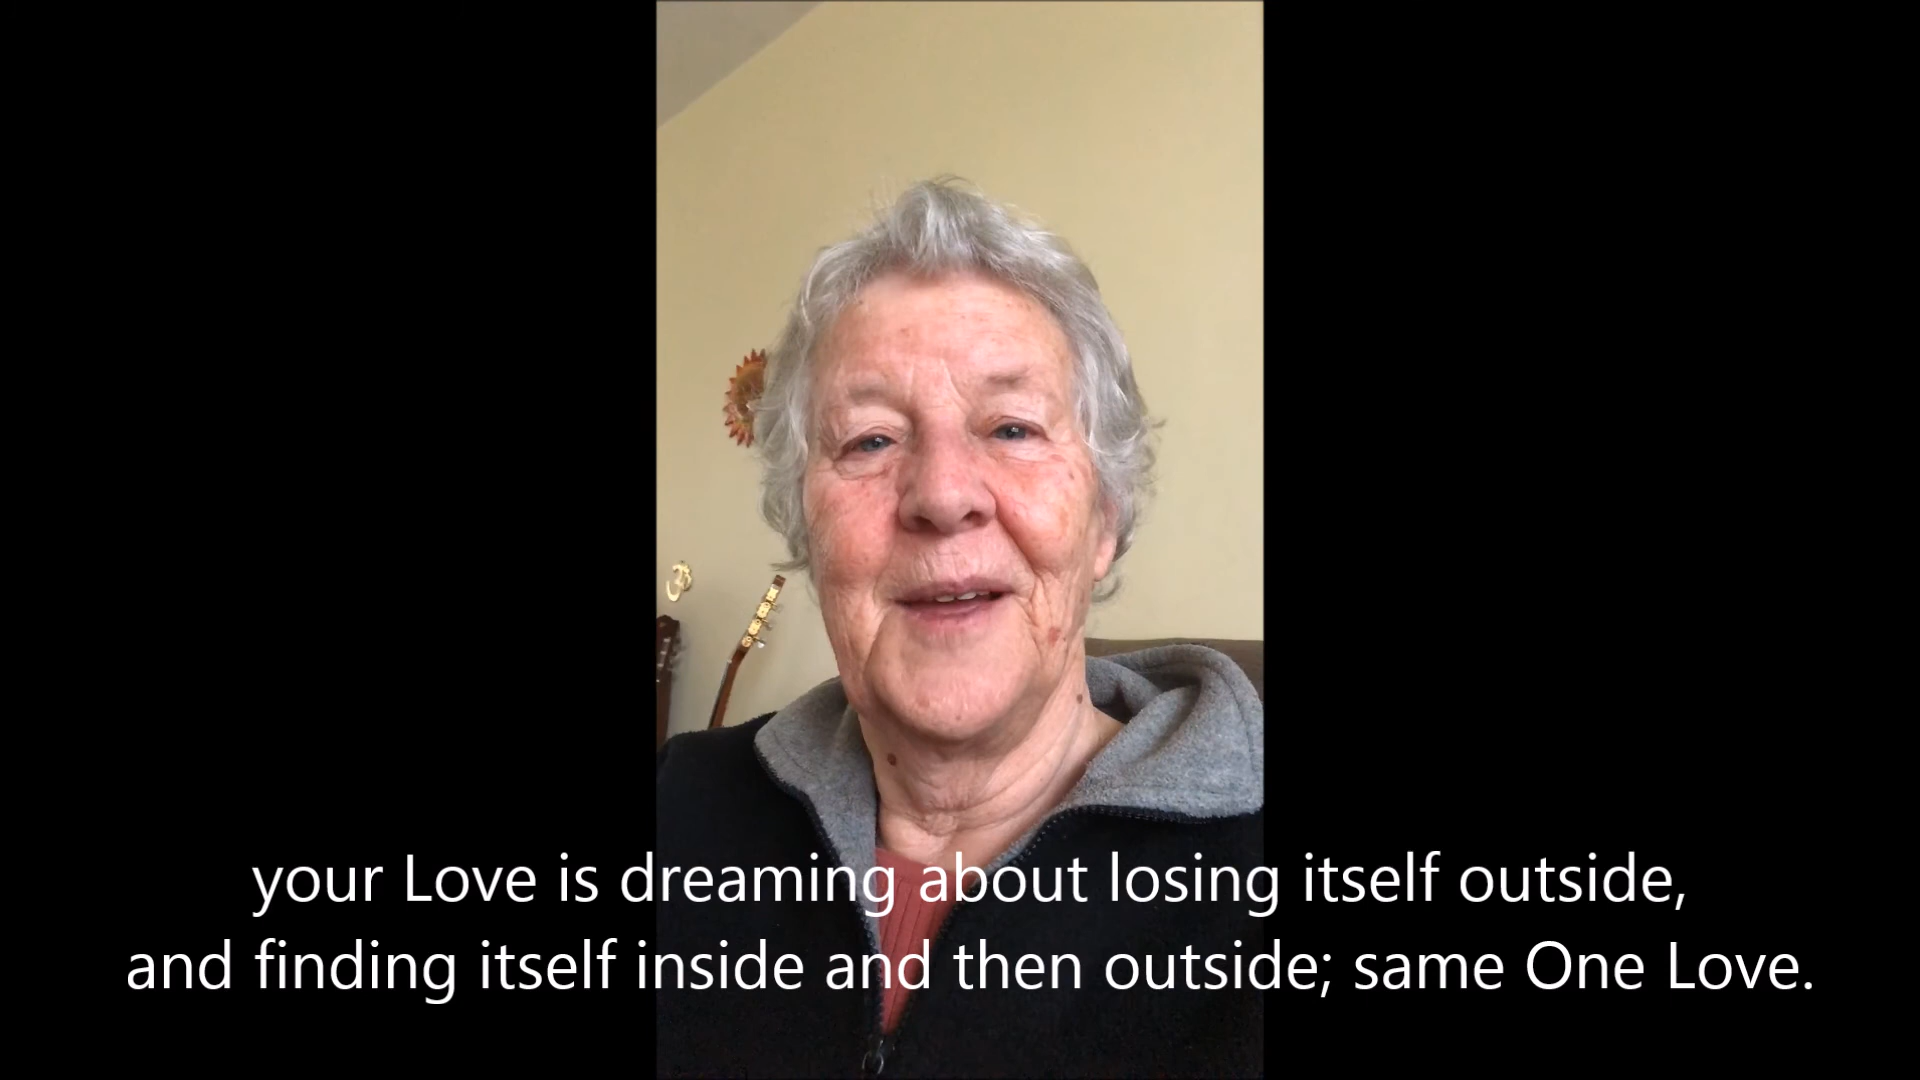 your Love is dreaming about losing itself outside,
and finding itself inside and then outside; same One Love.